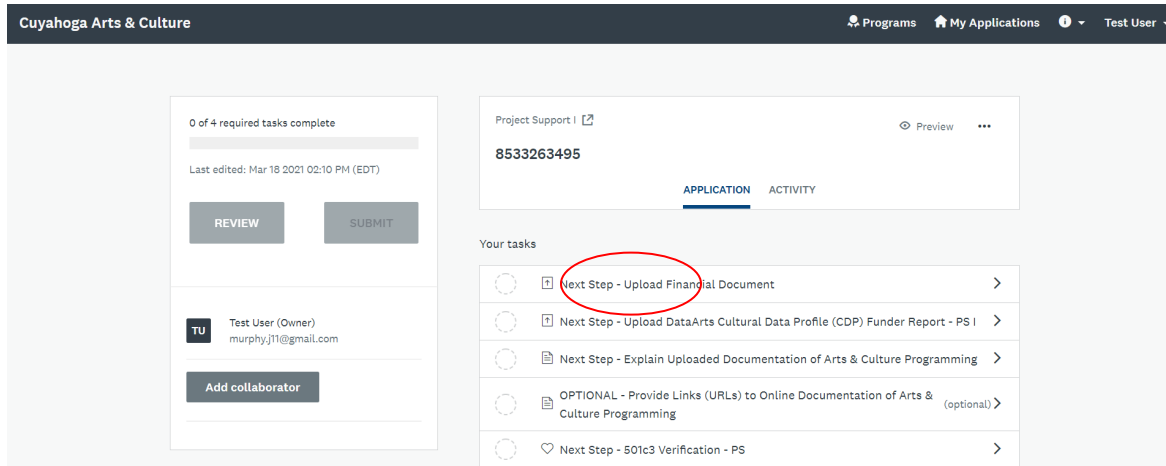 Cuyahoga Arts & Culture
Programs
My Applications
Test User
0 of 4 required tasks complete
Last edited: Mar 18 2021 02:10 PM (EDT)
REVIEW
SUBMIT
TU
Test User (Owner)
murphy.j11@gmail.com
Add collaborator
Project Support I
Preview
8533263495
APPLICATION
ACTIVITY
Your tasks
Next Step - Upload Financial Document
Next Step - Upload DataArts Cultural Data Profile (CDP) Funder Report - PS I
Next Step - Explain Uploaded Documentation of Arts & Culture Programming
OPTIONAL - Provide Links (URLs) to Online Documentation of Arts &
Culture Programming
(optional)
Next Step - 501c3 Verification - PS